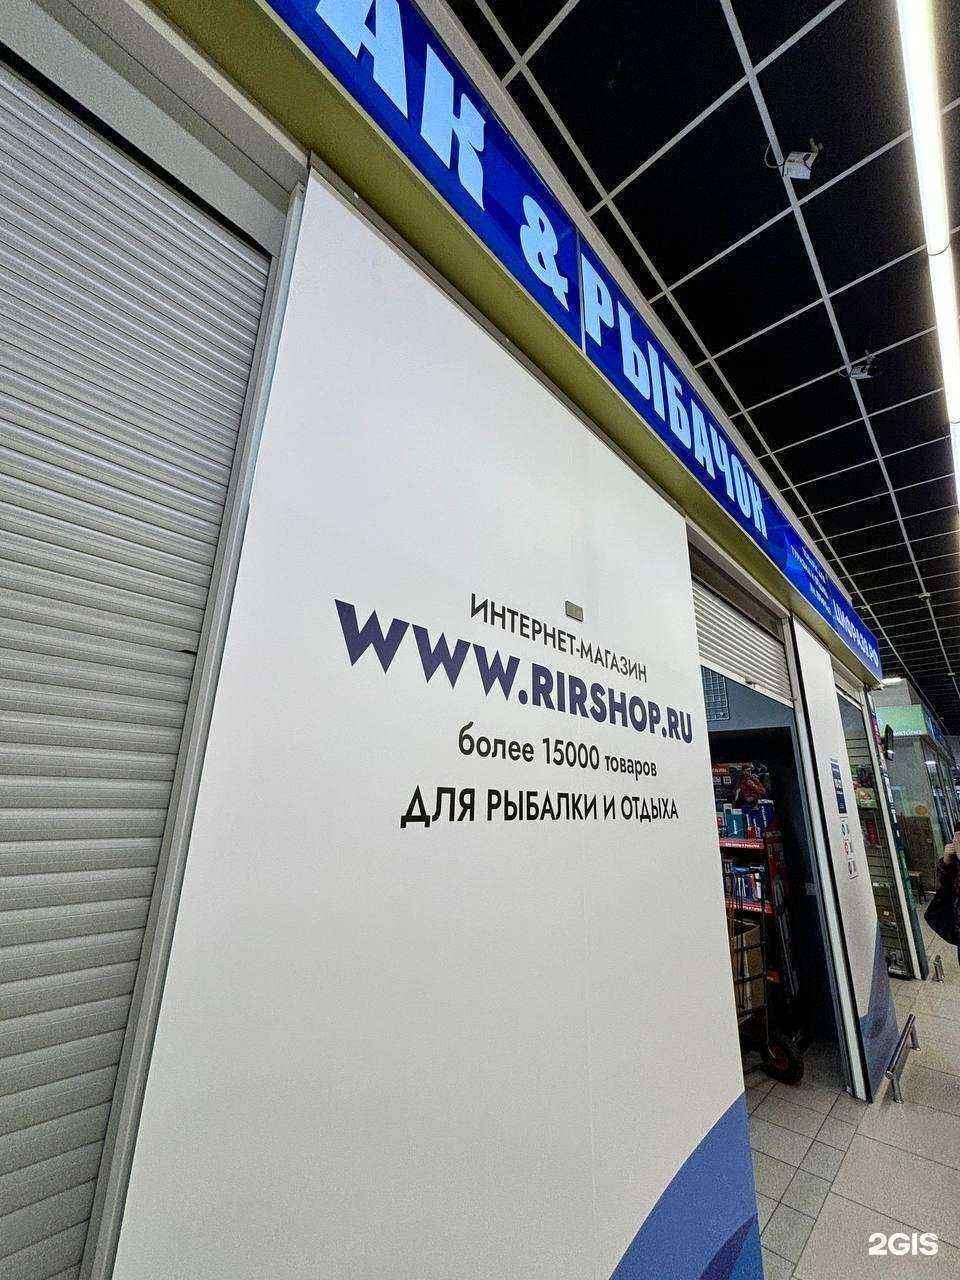 АК & РЫБАЧОК
ИНТЕРНЕТ-МАГАЗИН
WWW.RIRSHOP.RU
более 15000 товаров
ДЛЯ РЫБАЛКИ И ОТДЫХА
2GIS